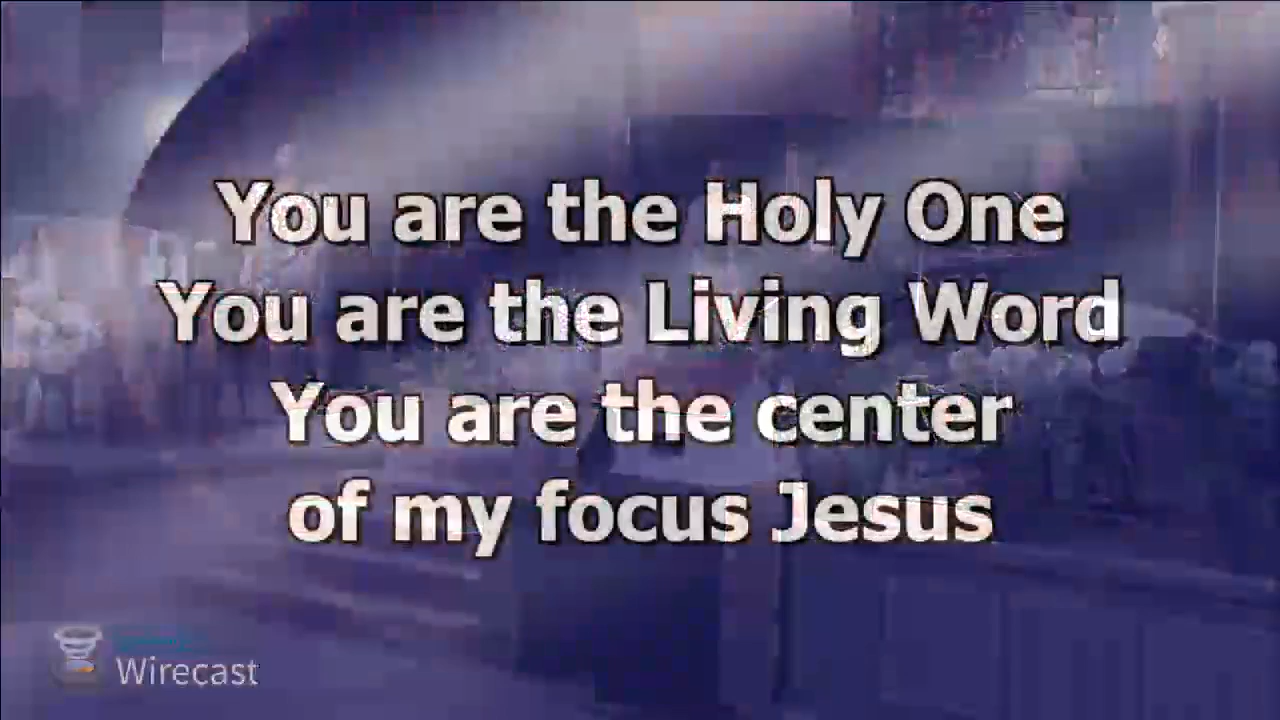 You are the Holy One
You are the Living Word
You are the center
of my focus Jesus
Wirecast